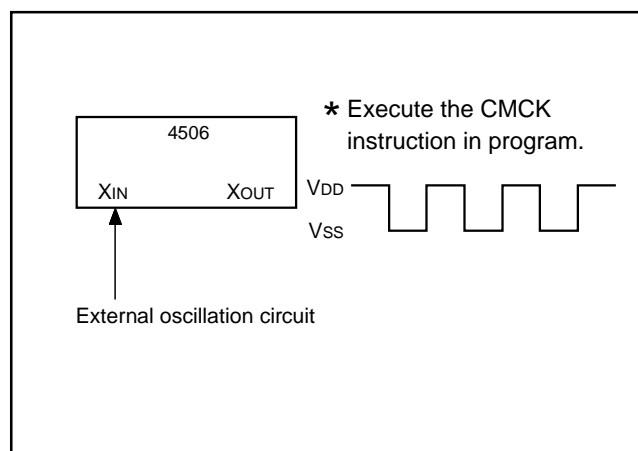 * Execute the CMCK
instruction in program.
4506
XIN XOUT
VDD
VSS
External oscillation circuit